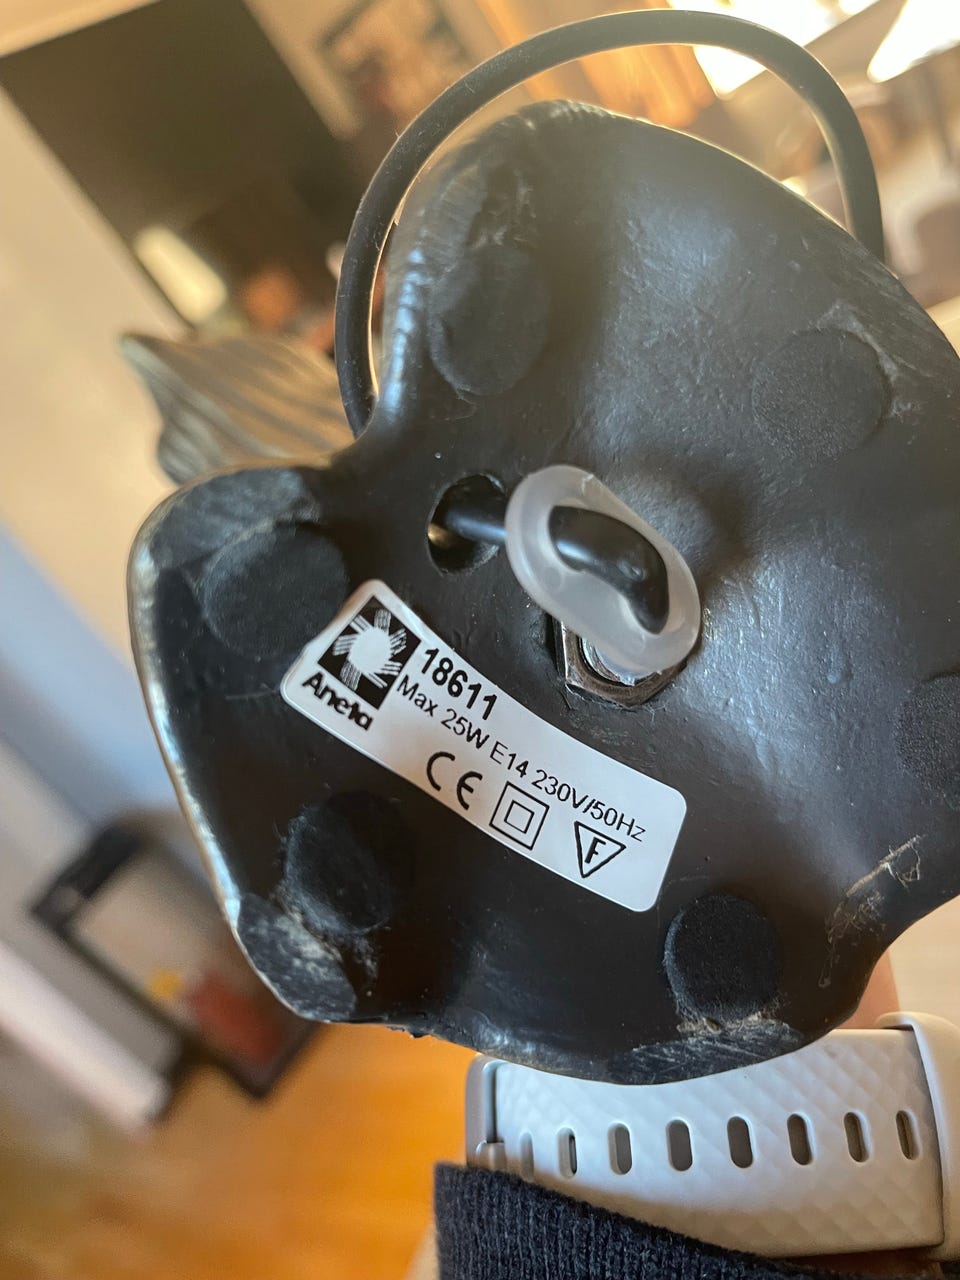 Aneta
18611
Max 25W E14 230V/50Hz
CE
F